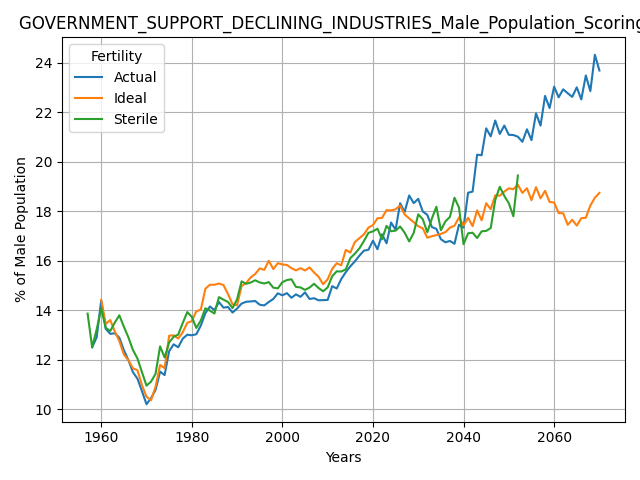 GOVERNMENT_SUPPORT_DECLINING_INDUSTRIES_Male_Population_Scoring
Fertility
Actual
Ideal
Sterile
% of Male Population
24
22
20
18
16
14
12
10
1960 1980 2000 2020 2040 2060
Years